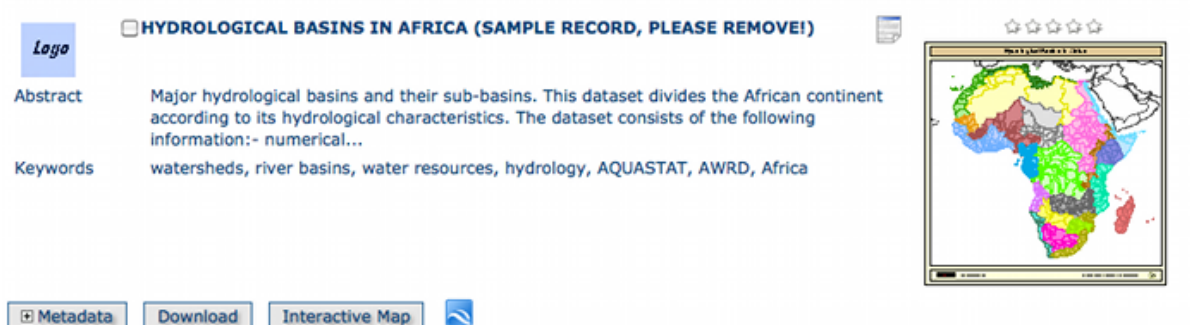 Logo
HYDROLOGICAL BASINS IN AFRICA (SAMPLE RECORD, PLEASE REMOVE!)
Abstract
Major hydrological basins and their sub-basins. This dataset divides the African continent
according to its hydrological characteristics. The dataset consists of the following
information:- numerical...
Keywords
watersheds, river basins, water resources, hydrology, AQUASTAT, AWRD, Africa
Metadata
Download
Interactive Map